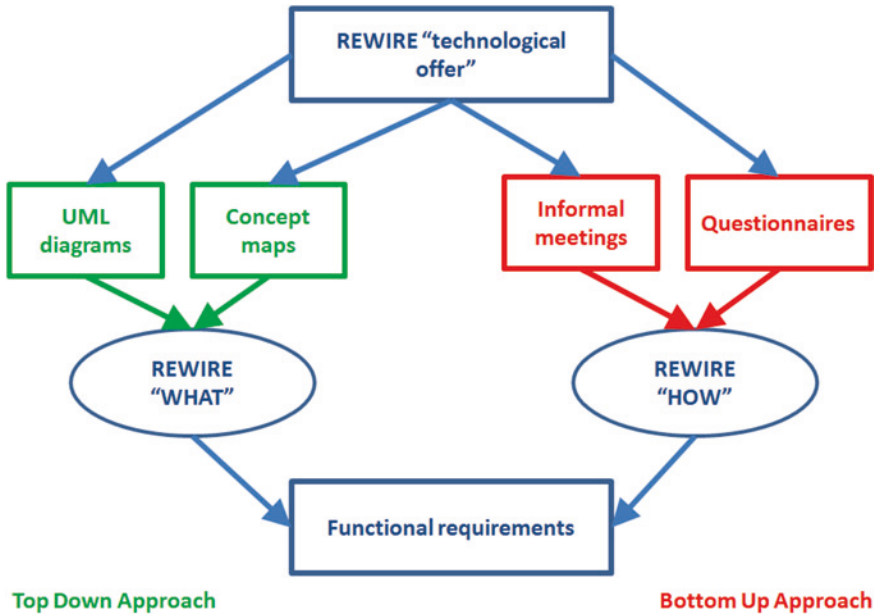 REWIRE “technological
offer”
UML
diagrams
Concept
maps
Informal
meetings
Questionnaires
REWIRE
“WHAT”
REWIRE
“HOW”
Functional requirements
Top Down Approach
Bottom Up Approach